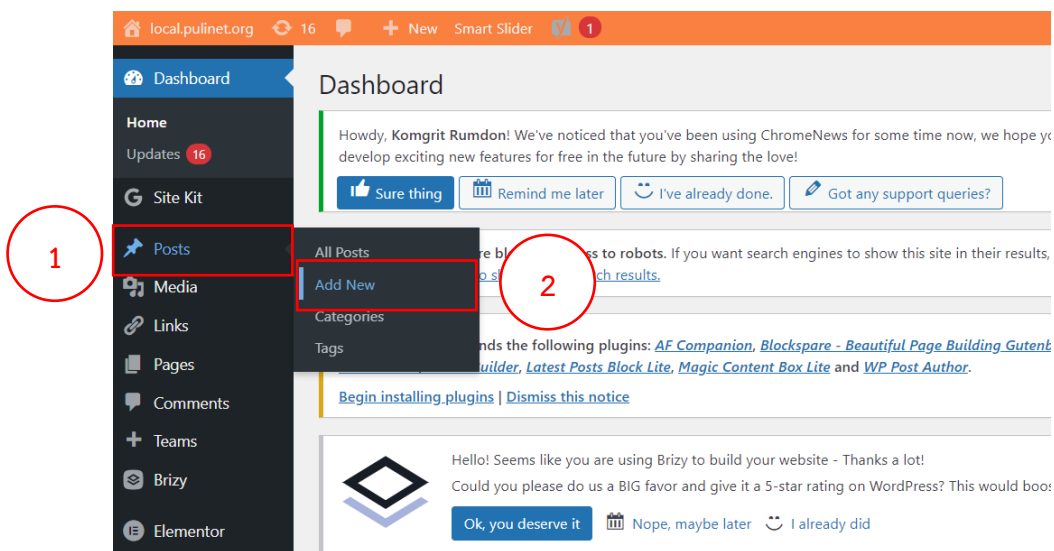 local.pulinet.org 16 + New Smart Slider 1
Dashboard
Home
Updates 16
Site Kit
Posts
Media
Links
Pages
Comments
Teams
Brizy
Elementor
1
All Posts
Add New
Categories
Tags
2
Dashboard
Howdy, Komgrit Rumdon! We've noticed that you've been using ChromeNews for some time now, we hope
develop exciting new features for free in the future by sharing the love!
Sure thing Remind me later I've already done. Got any support queries?
to robots. If you want search engines to show this site in their results,
results.
the following plugins: AF Companion, Blockspare - Beautiful Page Building
Latest Posts Block Lite, Magic Content Box Lite and WP Post Author.
Begin installing plugins | Dismiss this notice
Hello! Seems like you are using Brizy to build your website - Thanks a lot!
Could you please do us a BIG favor and give it a 5-star rating on WordPress? This would
Ok, you deserve it Nope, maybe later I already did